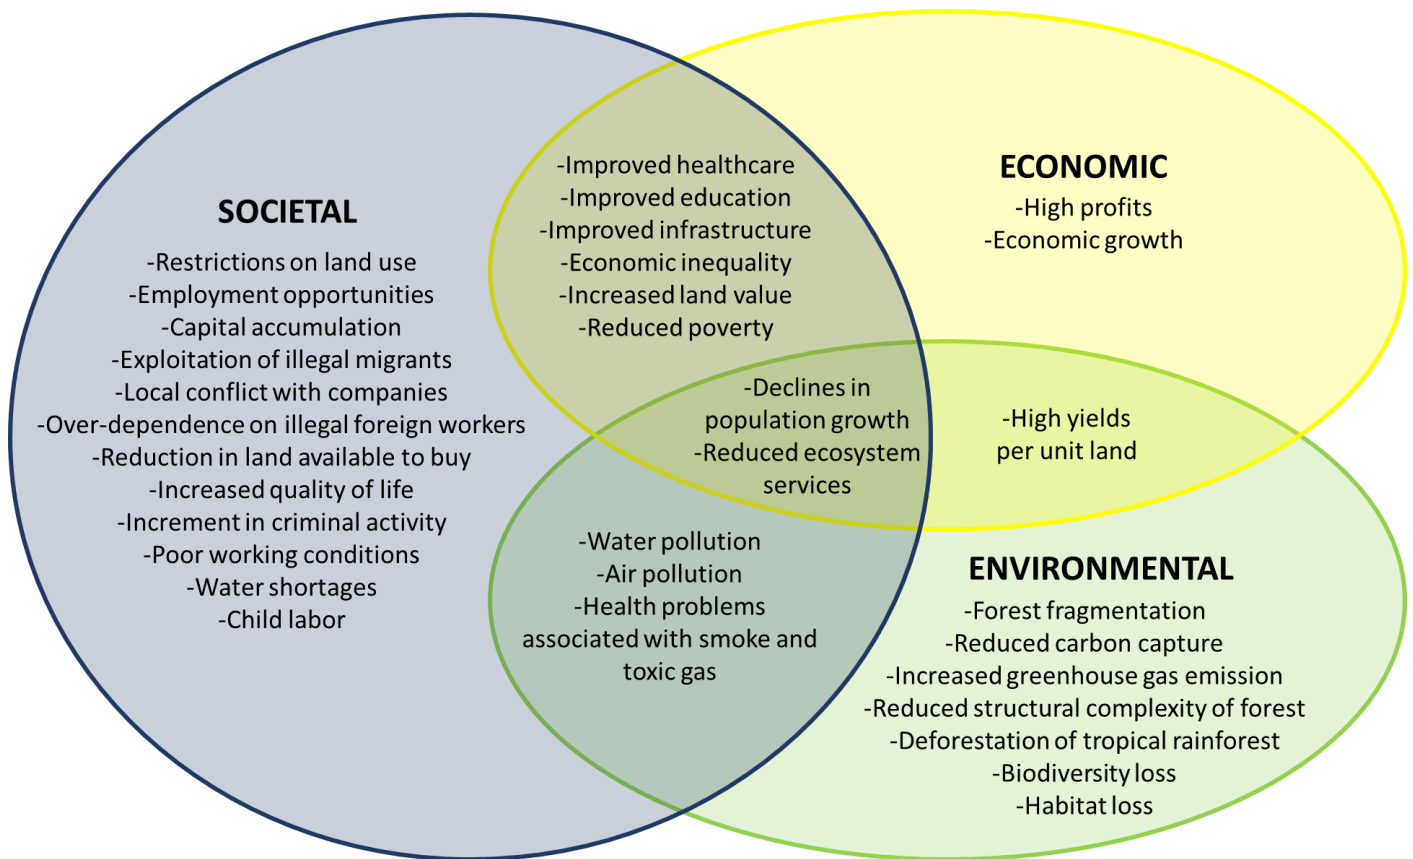 SOCIETAL
-Restrictions on land use
-Employment opportunities
-Capital accumulation
-Exploitation of illegal migrants
-Local conflict with companies
-Over-dependence on illegal foreign workers
-Reduction in land available to buy
-Increased quality of life
-Increment in criminal activity
-Poor working conditions
-Water shortages
-Child labor
-Improved healthcare
-Improved education
-Improved infrastructure
-Economic inequality
-Increased land value
-Reduced poverty
ECONOMIC
-High profits
-Economic growth
-Declines in
population growth
-Reduced ecosystem
services
-High yields
per unit land
-Water pollution
-Air pollution
-Health problems
associated with smoke and
toxic gas
ENVIRONMENTAL
-Forest fragmentation
-Reduced carbon capture
-Increased greenhouse gas emission
-Reduced structural complexity of forest
-Deforestation of tropical rainforest
-Biodiversity loss
-Habitat loss